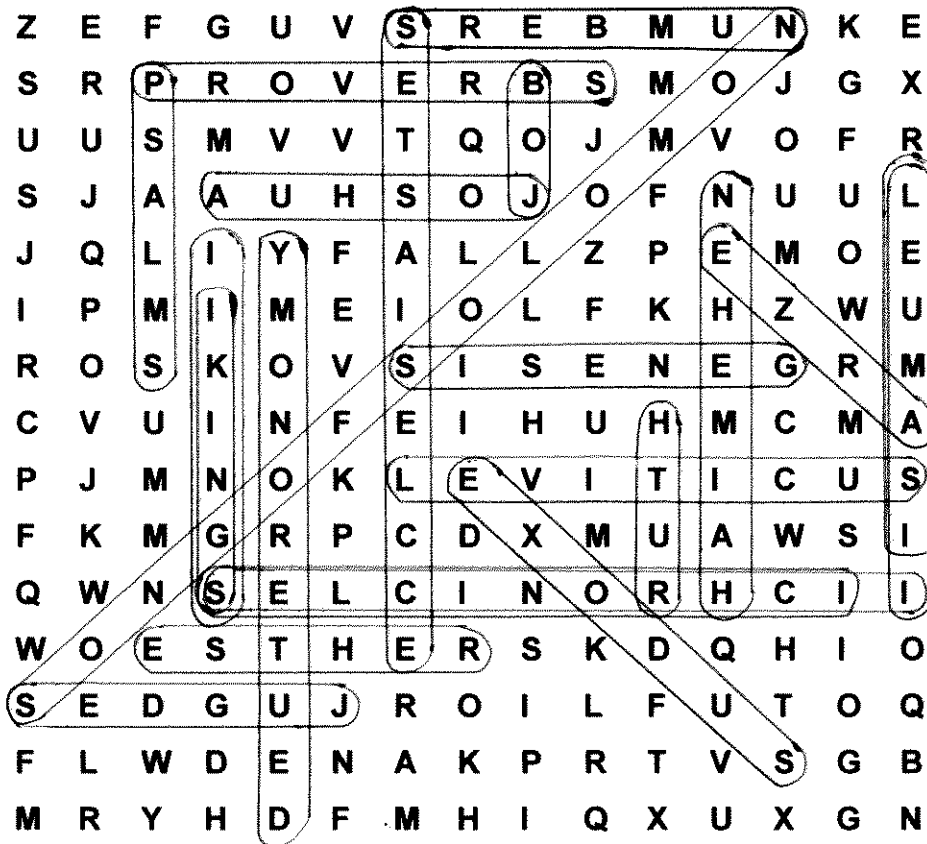 Z E F G U V S R E B M U N K E
S R P R O V E R B S M O J G X
U U S M V V T Q O J M V O F R
S J A A U H S O J O F N U U L
J Q L I Y F A L L Z P E M O E
I P M I M E I O L F K H Z W U
R O S K O V S I S E N E G R M
C V U I N F E I H U H M C M A
P J M N O K L E V I T I C U S
F K M G R P C D X M U A W S I
Q W N S E L C I N O R H C I I
W O E S T H E R S K D Q H I O
S E D G U J R O I L F U T O Q
F L W D E N A K P R T V S G B
M R Y H D F M H I Q X U X G N